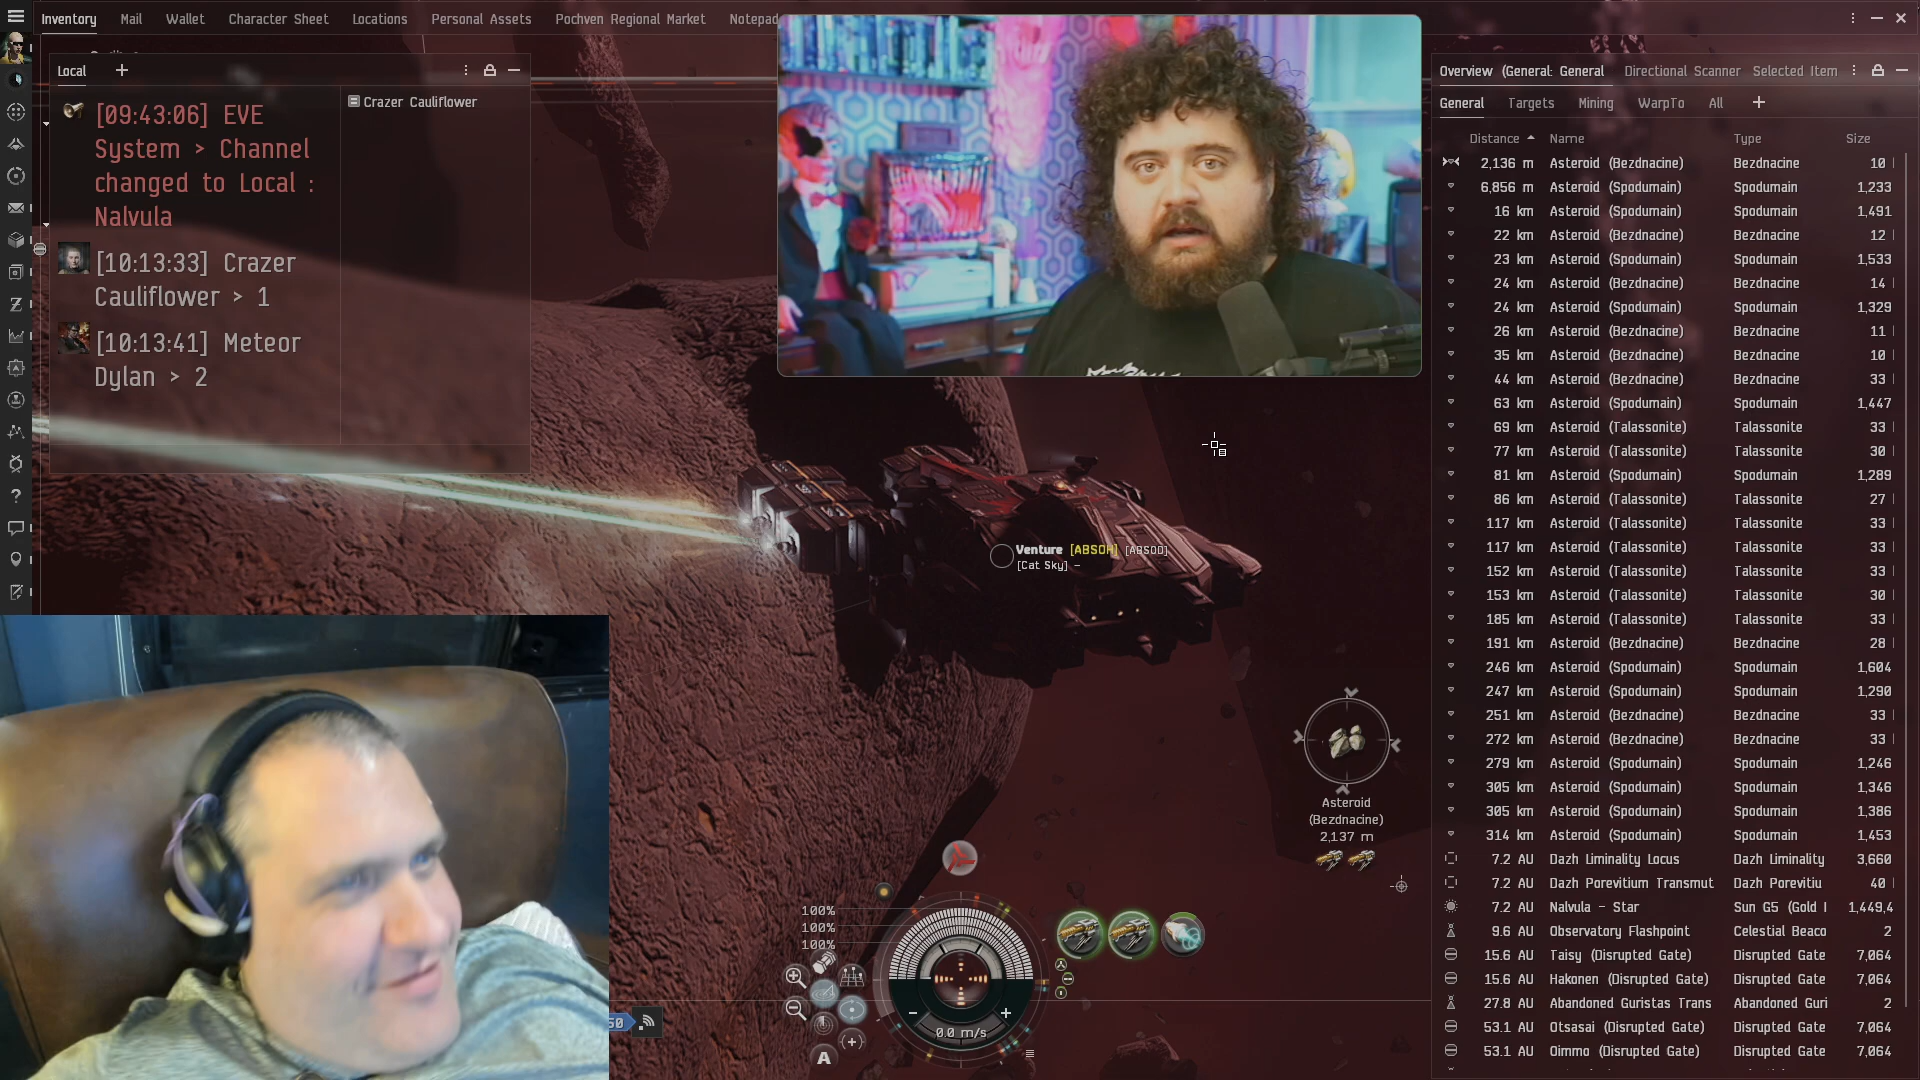 Inventory Mail Wallet Character Sheet Locations Personal Assets Pochven Regional Market Notepad
Local
[09:43:06] EVE
System > Channel
changed to Local :
Nalvula
[10:13:33] Crazer
Cauliflower > 1
[10:13:41] Meteor
Dylan > 2
Crazer Cauliflower
Venture [ABSOH] [ABSOD]
[Cat Sky] -
Asteroid
(Bezdnacine)
2,137 m
100%
100%
100%
0.0 m/s
A
Overview (General: General Directional Scanner Selected Item
General Targets Mining WarpTo All
Distance Name Type Size
2,136 m Asteroid (Bezdnacine) Bezdnacine 10
6,856 m Asteroid (Spodumain) Spodumain 1,233
16 km Asteroid (Spodumain) Spodumain 1,491
22 km Asteroid (Bezdnacine) Bezdnacine 12
23 km Asteroid (Spodumain) Spodumain 1,533
24 km Asteroid (Bezdnacine) Bezdnacine 14
24 km Asteroid (Spodumain) Spodumain 1,329
26 km Asteroid (Bezdnacine) Bezdnacine 11
35 km Asteroid (Bezdnacine) Bezdnacine 10
44 km Asteroid (Bezdnacine) Bezdnacine 33
63 km Asteroid (Spodumain) Spodumain 1,447
69 km Asteroid (Talassonite) Talassonite 33
77 km Asteroid (Talassonite) Talassonite 30
81 km Asteroid (Spodumain) Spodumain 1,289
86 km Asteroid (Talassonite) Talassonite 27
117 km Asteroid (Talassonite) Talassonite 33
117 km Asteroid (Talassonite) Talassonite 33
152 km Asteroid (Talassonite) Talassonite 33
153 km Asteroid (Talassonite) Talassonite 30
185 km Asteroid (Talassonite) Talassonite 33
191 km Asteroid (Bezdnacine) Bezdnacine 28
246 km Asteroid (Spodumain) Spodumain 1,604
247 km Asteroid (Spodumain) Spodumain 1,290
251 km Asteroid (Bezdnacine) Bezdnacine 33
272 km Asteroid (Bezdnacine) Bezdnacine 33
279 km Asteroid (Spodumain) Spodumain 1,246
305 km Asteroid (Spodumain) Spodumain 1,346
305 km Asteroid (Spodumain) Spodumain 1,386
314 km Asteroid (Spodumain) Spodumain 1,453
7.2 AU Dazh Liminality Locus Dazh Liminality 3,660
7.2 AU Dazh Porevitium Transmut Dazh Porevitiu 40
7.2 AU Nalvula - Star Sun G5 (Gold 1,449,4
9.6 AU Observatory Flashpoint Celestial Beaco 2
15.6 AU Taisy (Disrupted Gate) Disrupted Gate 7,064
15.6 AU Hakonen (Disrupted Gate) Disrupted Gate 7,064
27.8 AU Abandoned Guristas Trans Abandoned Guri 2
53.1 AU Otsasai (Disrupted Gate) Disrupted Gate 7,064
53.1 AU Oimmo (Disrupted Gate) Disrupted Gate 7,064